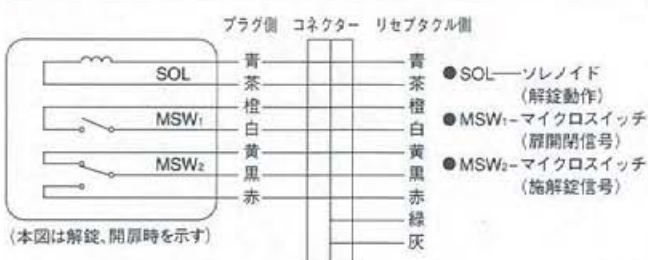 プラグ側 コネクター リセプタクル側
青 青
SOL
茶 茶
橙 橙
MSW₁
白 白
黄 黄
MSW₂
黒 黒
赤 赤
緑
灰
(本図は解錠、開扉時を示す)
●SOL―ソレノイド
(解錠動作)
●MSW₁-マイクロスイッチ
(扉開閉信号)
●MSW₂-マイクロスイッチ
(施解錠信号)